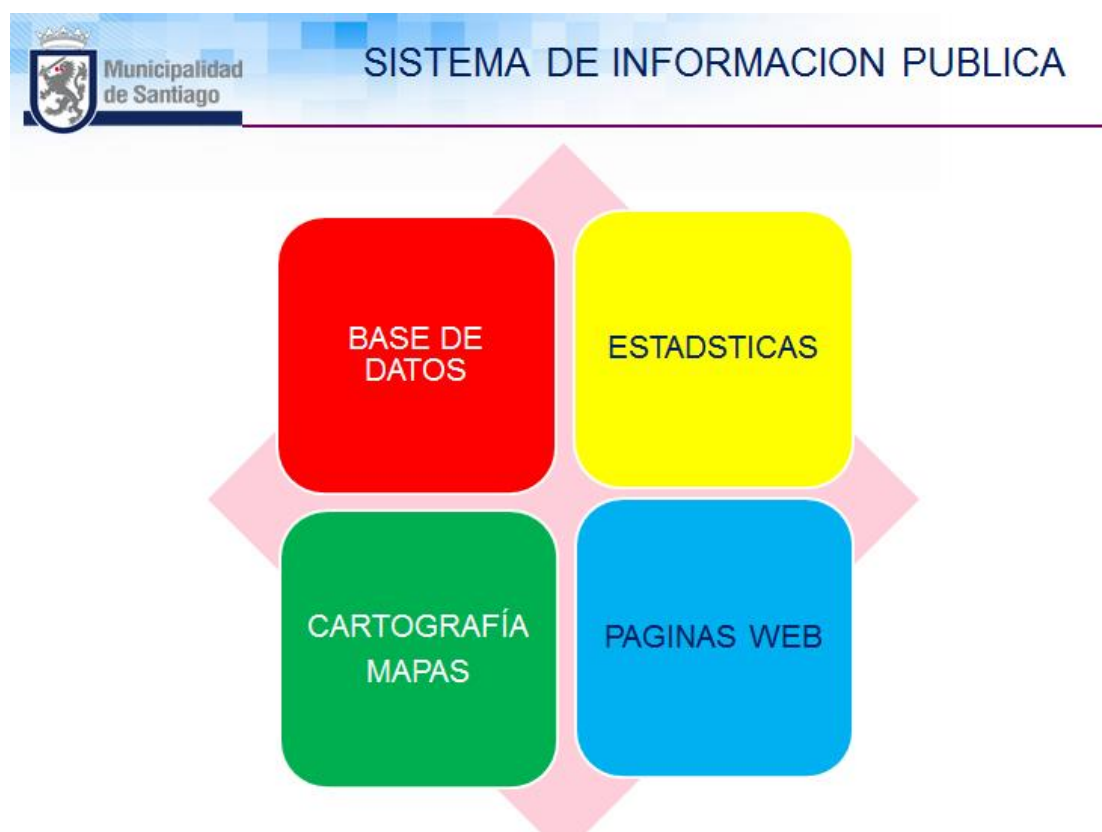 Municipalidad
de Santiago
SISTEMA DE INFORMACION PUBLICA
BASE DE
DATOS
ESTADSTICAS
CARTOGRAFÍA
MAPAS
PAGINAS WEB